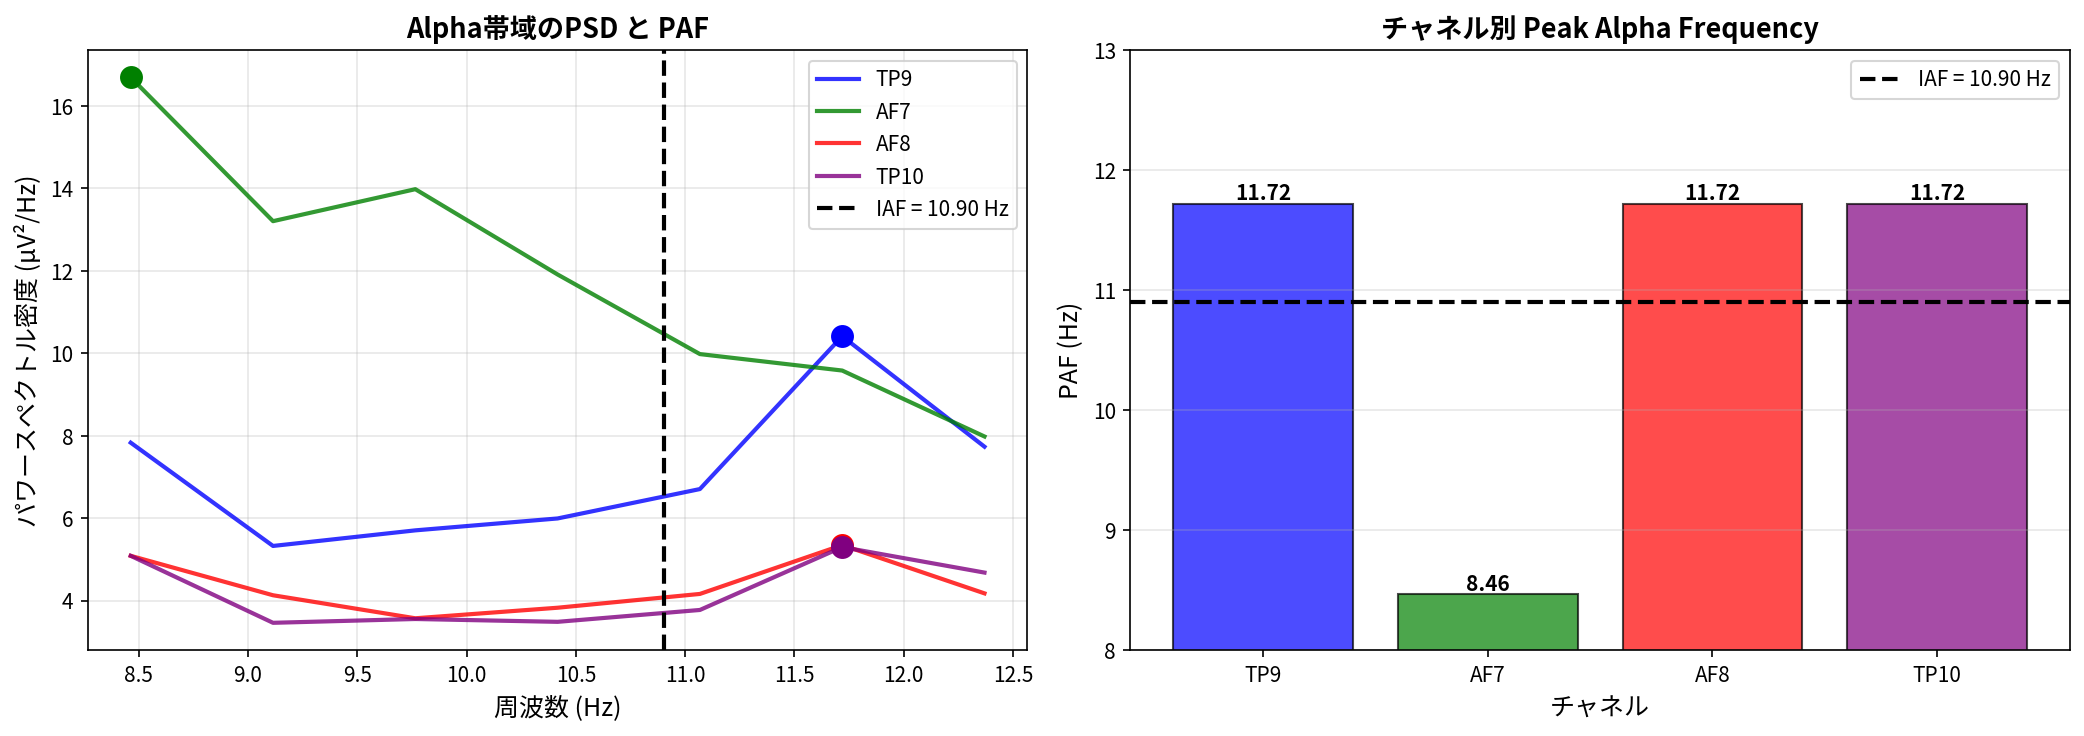 Alpha帯域のPSD と PAF
パワースペクトル密度 (μV²/Hz)
16
14
12
10
8
6
4
8.5 9.0 9.5 10.0 10.5 11.0 11.5 12.0 12.5
周波数 (Hz)
TP9
AF7
AF8
TP10
IAF = 10.90 Hz
チャネル別 Peak Alpha Frequency
PAF (Hz)
13
12
11
10
9
8
IAF = 10.90 Hz
11.72 8.46 11.72 11.72
TP9 AF7 AF8 TP10
チャネル